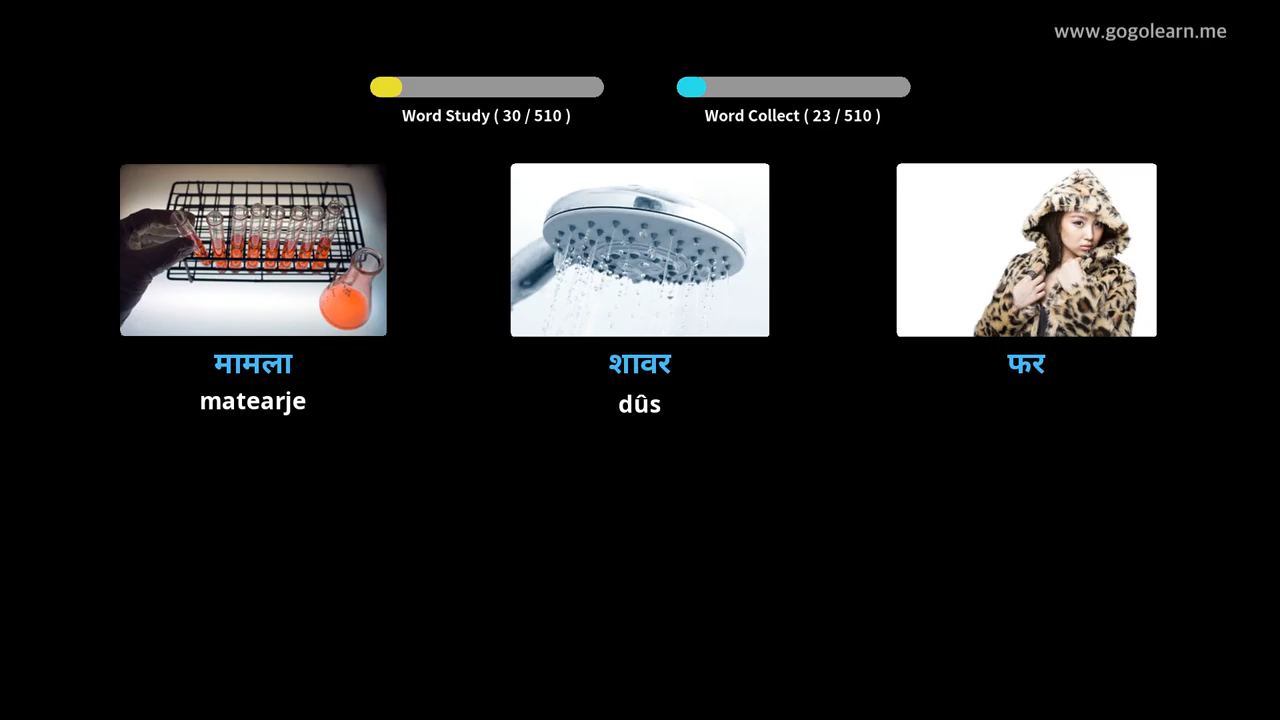 www.gogolearn.me
Word Study ( 30 / 510 )
Word Collect ( 23 / 510 )
मामला
शावर
फर
matearje
dûs